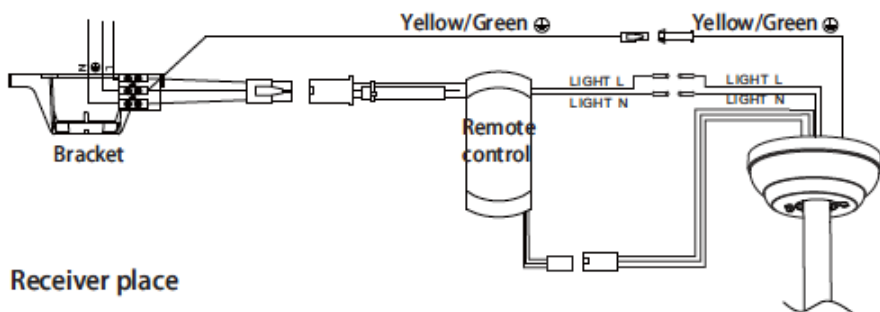 Yellow/Green
Yellow/Green
N
L
LIGHT L
LIGHT L
LIGHT N
LIGHT N
Remote
control
Bracket
Receiver place